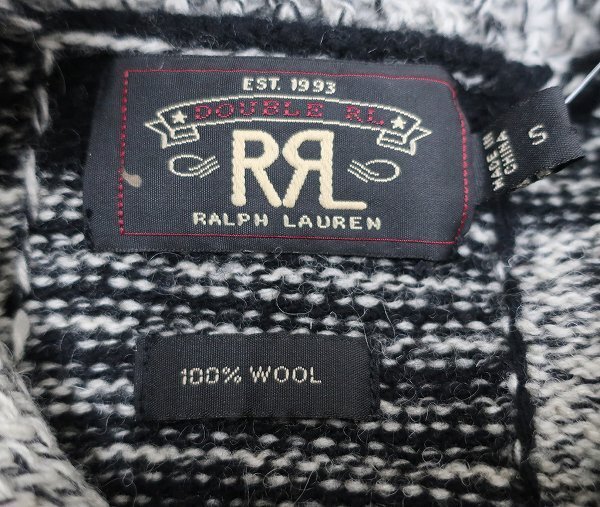 EST. 1993
DOUBLE RL
RRL
RALPH LAUREN
S
MADE IN
CHINA
100% WOOL